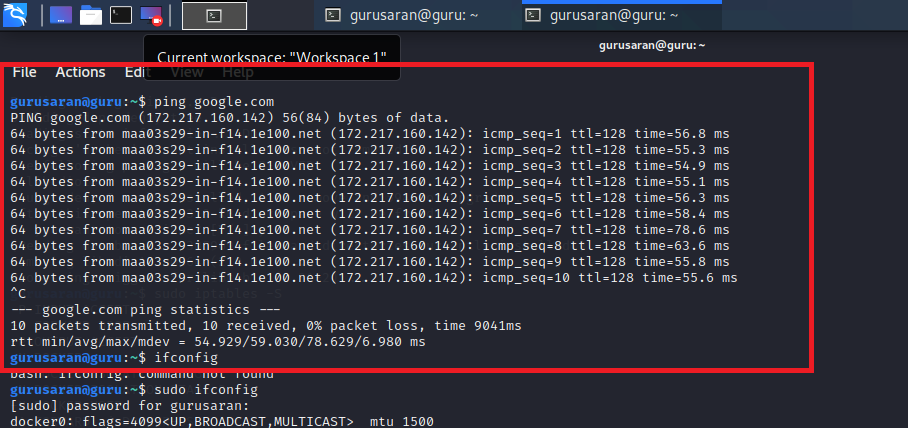 gurusaran@guru: ~
gurusaran@guru: ~
gurusaran@guru: ~
Current workspace: "Workspace 1"
File Actions Edit View Help
gurusaran@guru:~$ ping google.com
PING google.com (172.217.160.142) 56(84) bytes of data.
64 bytes from maa03s29-in-f14.1e100.net (172.217.160.142): icmp_seq=1 ttl=128 time=56.8 ms
64 bytes from maa03s29-in-f14.1e100.net (172.217.160.142): icmp_seq=2 ttl=128 time=55.3 ms
64 bytes from maa03s29-in-f14.1e100.net (172.217.160.142): icmp_seq=3 ttl=128 time=54.9 ms
64 bytes from maa03s29-in-f14.1e100.net (172.217.160.142): icmp_seq=4 ttl=128 time=55.1 ms
64 bytes from maa03s29-in-f14.1e100.net (172.217.160.142): icmp_seq=5 ttl=128 time=56.3 ms
64 bytes from maa03s29-in-f14.1e100.net (172.217.160.142): icmp_seq=6 ttl=128 time=58.4 ms
64 bytes from maa03s29-in-f14.1e100.net (172.217.160.142): icmp_seq=7 ttl=128 time=78.6 ms
64 bytes from maa03s29-in-f14.1e100.net (172.217.160.142): icmp_seq=8 ttl=128 time=63.6 ms
64 bytes from maa03s29-in-f14.1e100.net (172.217.160.142): icmp_seq=9 ttl=128 time=55.8 ms
64 bytes from maa03s29-in-f14.1e100.net (172.217.160.142): icmp_seq=10 ttl=128 time=55.6 ms
^C
--- google.com ping statistics ---
10 packets transmitted, 10 received, 0% packet loss, time 9041ms
rtt min/avg/max/mdev = 54.929/59.030/78.629/6.980 ms
gurusaran@guru:~$ ifconfig
bash: ifconfig: command not found
gurusaran@guru:~$ sudo ifconfig
[sudo] password for gurusaran:
docker0: flags=4099<UP,BROADCAST,MULTICAST> mtu 1500